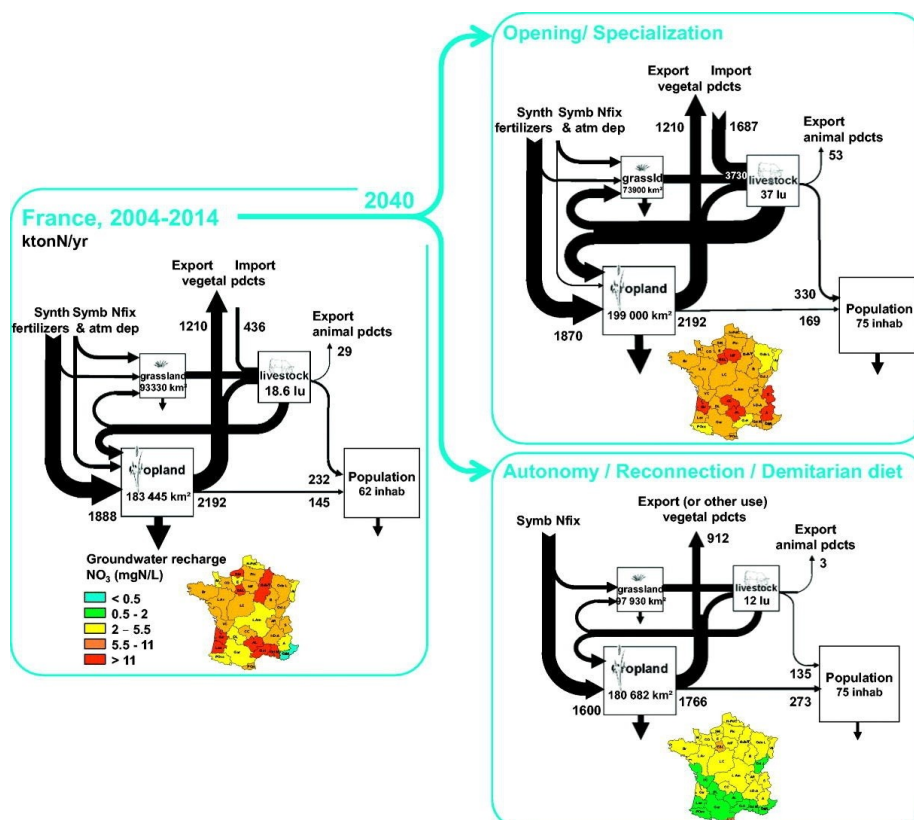 France, 2004-2014
2040
ktonN/yr
Export
vegetal pdcts
Import
Synth
fertilizers
Symb Nfix
& atm dep
1210
436
Export
animal pdcts
29
grassland
93330 km²
livestock
18.6 lu
Cropland
183 445 km²
1888
2192
232
145
Population
62 inhab
Groundwater recharge
NO₃ (mgN/L)
< 0.5
0.5 - 2
2 – 5.5
5.5 - 11
> 11
Opening/ Specialization
Export
vegetal pdcts
Import
pdcts
Synth
fertilizers
Symb Nfix
& atm dep
1210
1687
Export
animal pdcts
53
grassld
73900 km²
3730
livestock
37 lu
Cropland
199 000 km²
1870
2192
330
169
Population
75 inhab
Autonomy / Reconnection / Demitarian diet
Symb Nfix
Export (or other use)
vegetal pdcts
912
Export
animal pdcts
3
grassland
97 930 km²
livestock
12 lu
Cropland
180 682 km²
1600
1766
135
273
Population
75 inhab